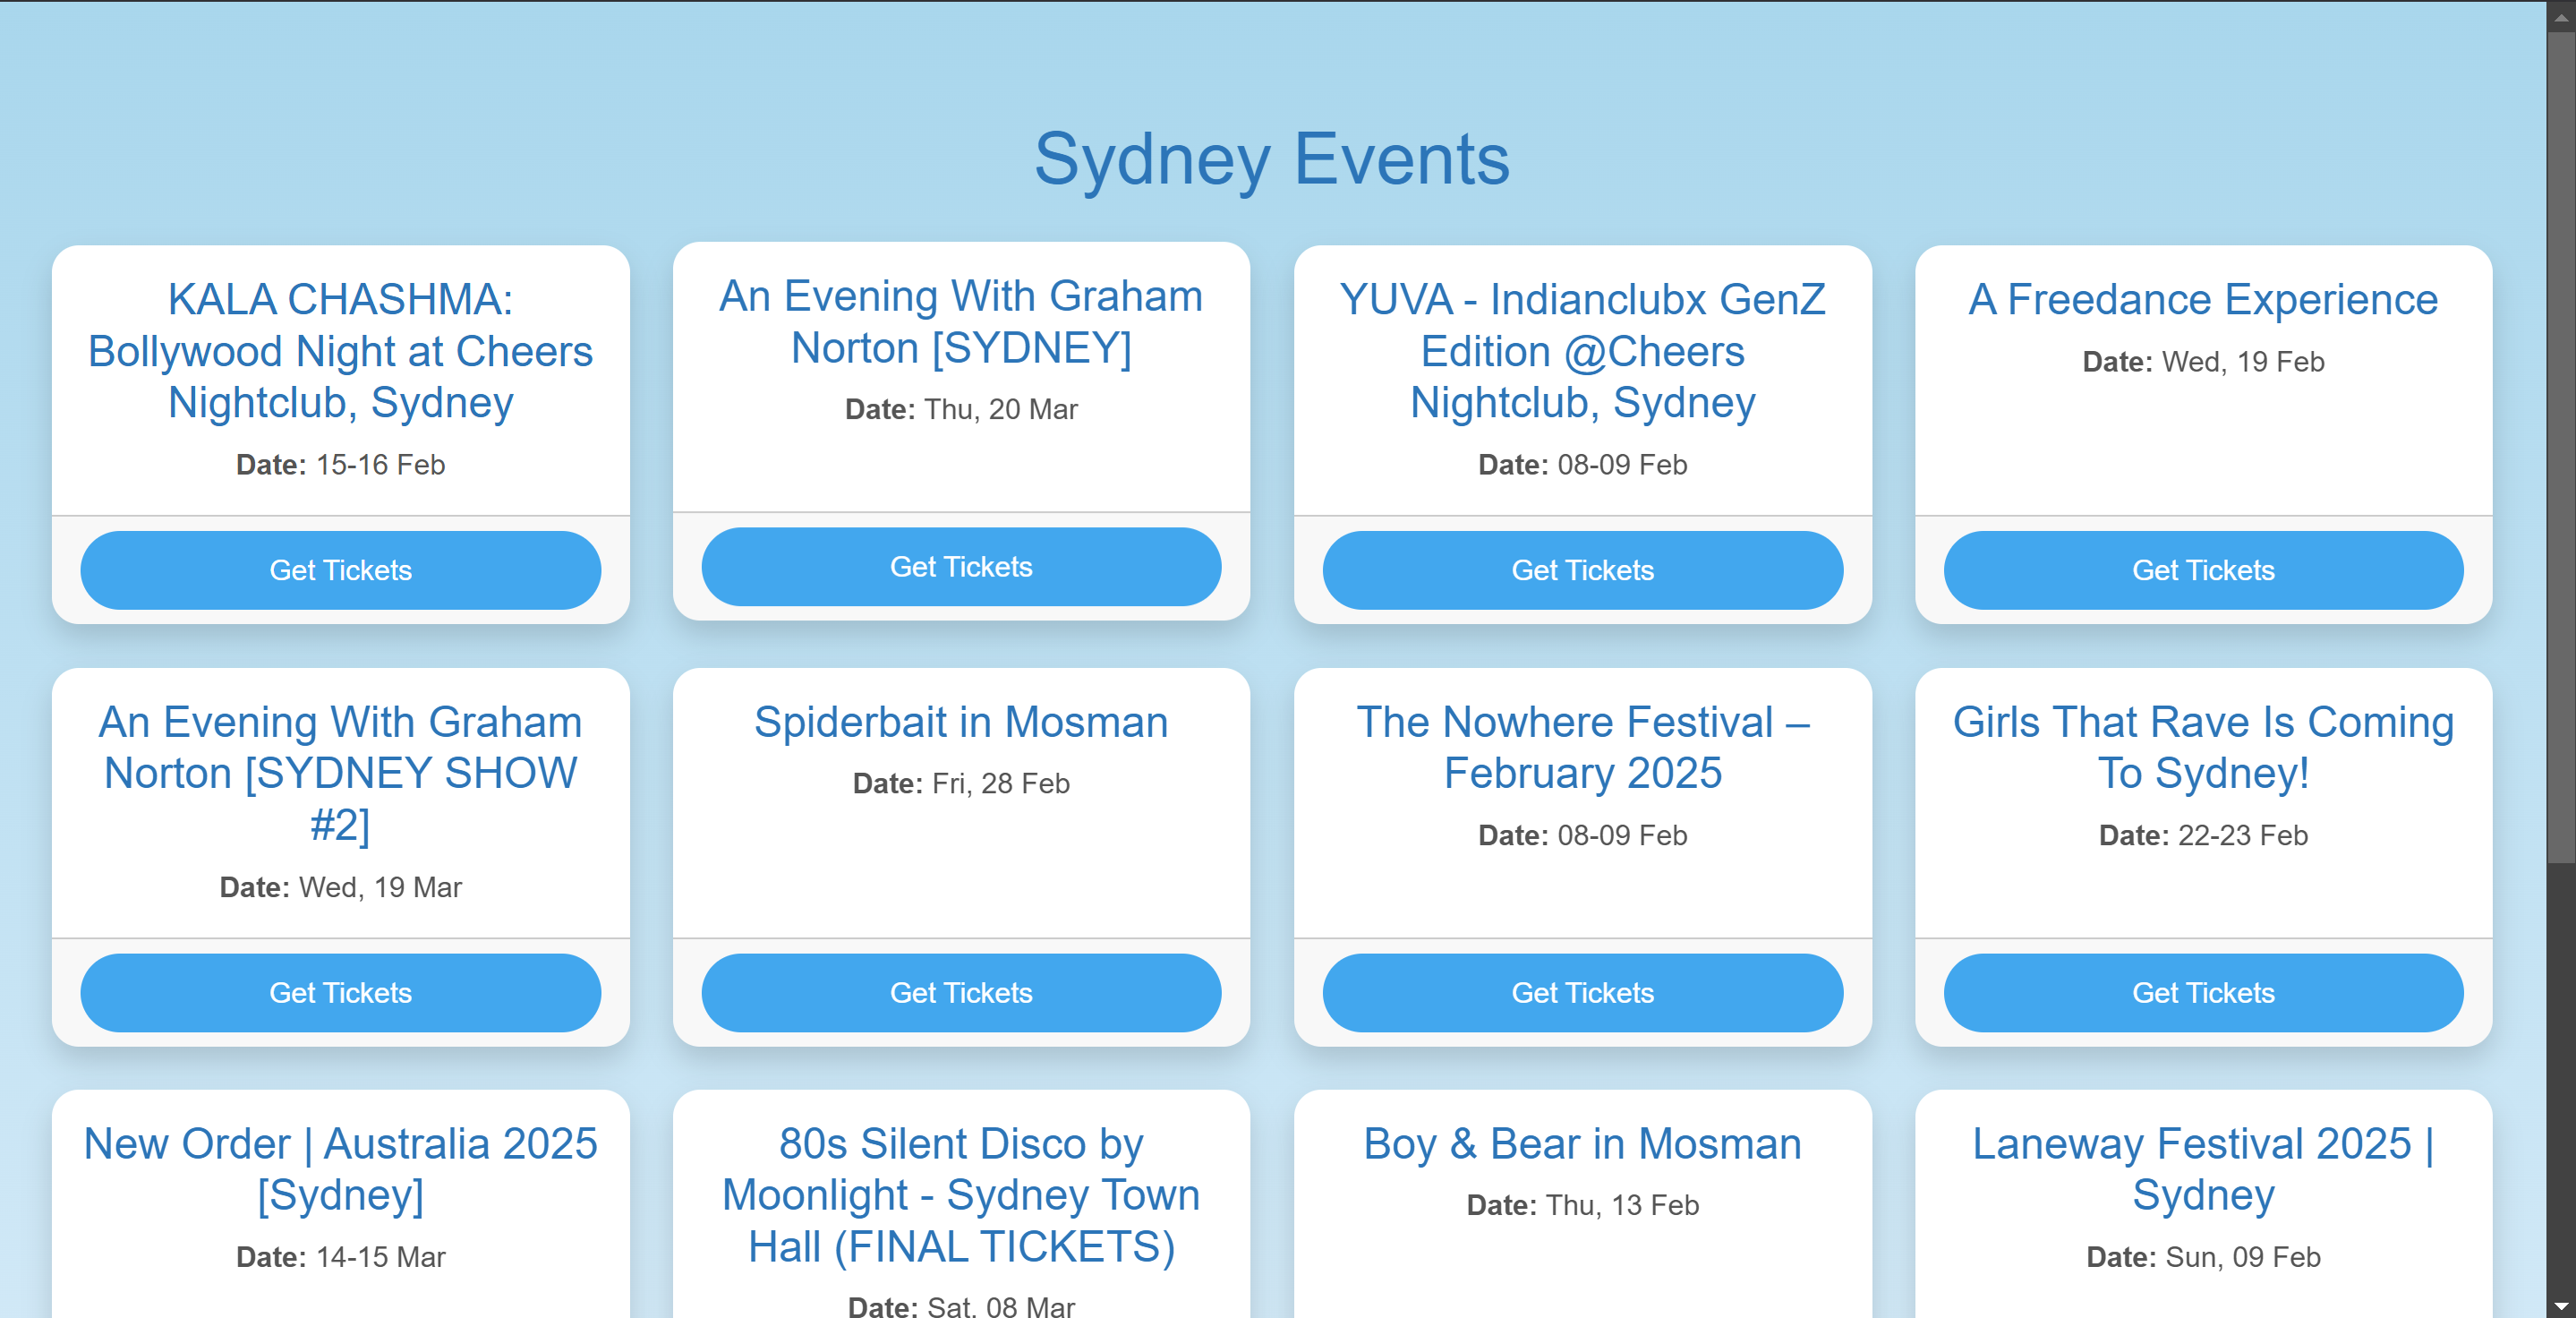 Sydney Events
KALA CHASHMA:
Bollywood Night at Cheers
Nightclub, Sydney
Date: 15-16 Feb
Get Tickets
An Evening With Graham
Norton [SYDNEY]
Date: Thu, 20 Mar
Get Tickets
YUVA - Indianclubx GenZ
Edition @Cheers
Nightclub, Sydney
Date: 08-09 Feb
Get Tickets
A Freedance Experience
Date: Wed, 19 Feb
Get Tickets
An Evening With Graham
Norton [SYDNEY SHOW
#2]
Date: Wed, 19 Mar
Get Tickets
Spiderbait in Mosman
Date: Fri, 28 Feb
Get Tickets
The Nowhere Festival –
February 2025
Date: 08-09 Feb
Get Tickets
Girls That Rave Is Coming
To Sydney!
Date: 22-23 Feb
Get Tickets
New Order | Australia 2025
[Sydney]
Date: 14-15 Mar
80s Silent Disco by
Moonlight - Sydney Town
Hall (FINAL TICKETS)
Date: Sat, 08 Mar
Boy & Bear in Mosman
Date: Thu, 13 Feb
Laneway Festival 2025 |
Sydney
Date: Sun, 09 Feb